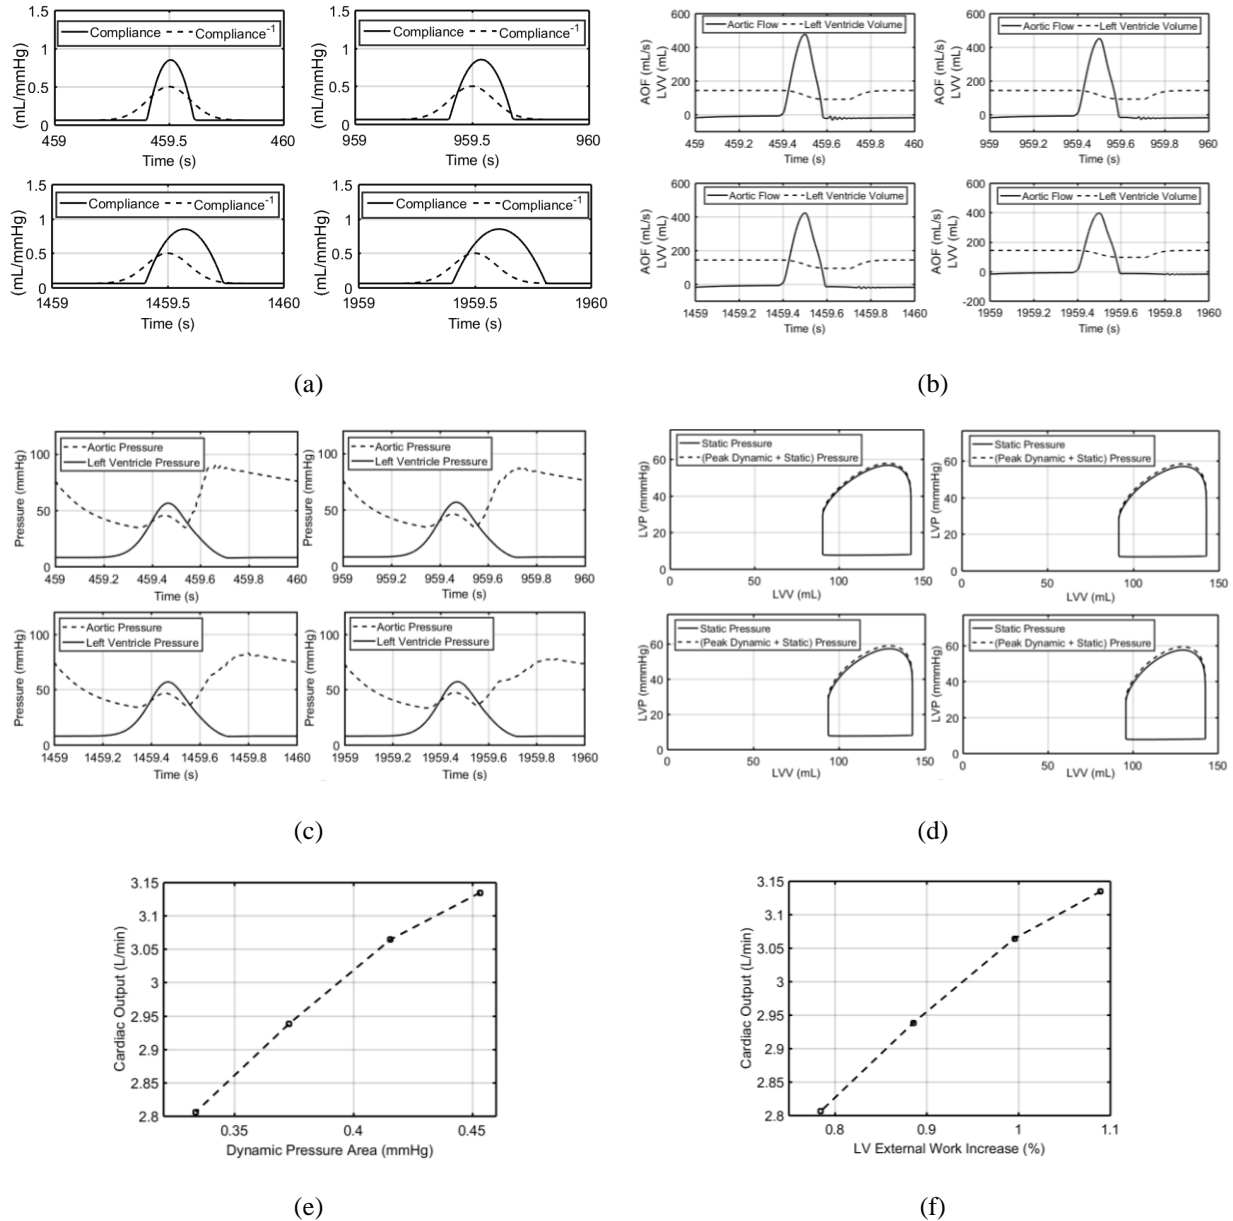 1.5
Compliance
Compliance⁻¹
1
0.5
0
(mL/mmHg)
459
459.5
460
Time (s)
1.5
Compliance
Compliance⁻¹
1
0.5
0
(mL/mmHg)
459
459.5
460
Time (s)
1.5
Compliance
Compliance⁻¹
1
0.5
0
(mL/mmHg)
1459
1459.5
1460
Time (s)
1.5
Compliance
Compliance⁻¹
1
0.5
0
(mL/mmHg)
1959
1959.5
1960
Time (s)
(a)
600
Aortic Flow
Left Ventricle Volume
400
200
0
AOF (mL/s)
LVV (mL)
459
459.2
459.4
459.6
459.8
460
Time (s)
600
Aortic Flow
Left Ventricle Volume
400
200
0
AOF (mL/s)
LVV (mL)
959
959.2
959.4
959.6
959.8
960
Time (s)
600
Aortic Flow
Left Ventricle Volume
400
200
0
AOF (mL/s)
LVV (mL)
1459
1459.2
1459.4
1459.6
1459.8
1460
Time (s)
600
Aortic Flow
Left Ventricle Volume
400
200
0
-200
AOF (mL/s)
LVV (mL)
1959
1959.2
1959.4
1959.6
1959.8
1960
Time (s)
(b)
Aortic Pressure
Left Ventricle Pressure
100
50
0
Pressure (mmHg)
459
459.2
459.4
459.6
459.8
460
Time (s)
Aortic Pressure
Left Ventricle Pressure
100
50
0
Pressure (mmHg)
959
959.2
959.4
959.6
959.8
960
Time (s)
Aortic Pressure
Left Ventricle Pressure
100
50
0
Pressure (mmHg)
1459
1459.2
1459.4
1459.6
1459.8
1460
Time (s)
Aortic Pressure
Left Ventricle Pressure
100
50
0
Pressure (mmHg)
1959
1959.2
1959.4
1959.6
1959.8
1960
Time (s)
(c)
Static Pressure
(Peak Dynamic + Static) Pressure
60
40
20
0
LVP (mmmHg)
0
50
100
150
LVV (mL)
Static Pressure
(Peak Dynamic + Static) Pressure
60
40
20
0
LVP (mmmHg)
0
50
100
150
LVV (mL)
Static Pressure
(Peak Dynamic + Static) Pressure
60
40
20
0
LVP (mmmHg)
0
50
100
150
LVV (mL)
Static Pressure
(Peak Dynamic + Static) Pressure
60
40
20
0
LVP (mmmHg)
0
50
100
150
LVV (mL)
(d)
3.15
3.1
3.05
3
2.95
2.9
2.85
2.8
Cardiac Output (L/min)
0.35
0.4
0.45
Dynamic Pressure Area (mmHg)
(e)
3.15
3.1
3.05
3
2.95
2.9
2.85
2.8
Cardiac Output (L/min)
0.8
0.9
1
1.1
LV External Work Increase (%)
(f)